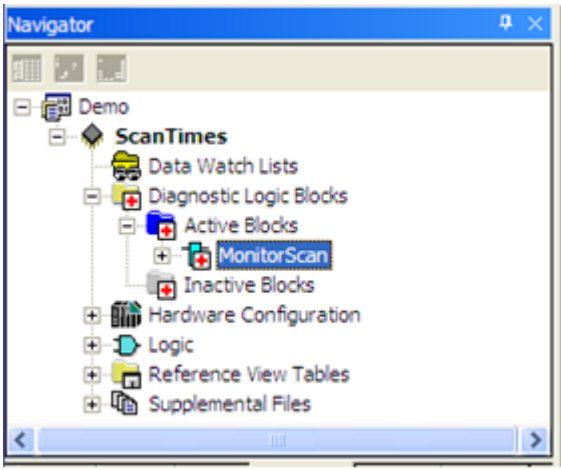 Navigator
Demo
ScanTimes
Data Watch Lists
Diagnostic Logic Blocks
Active Blocks
MonitorScan
Inactive Blocks
Hardware Configuration
Logic
Reference View Tables
Supplemental Files